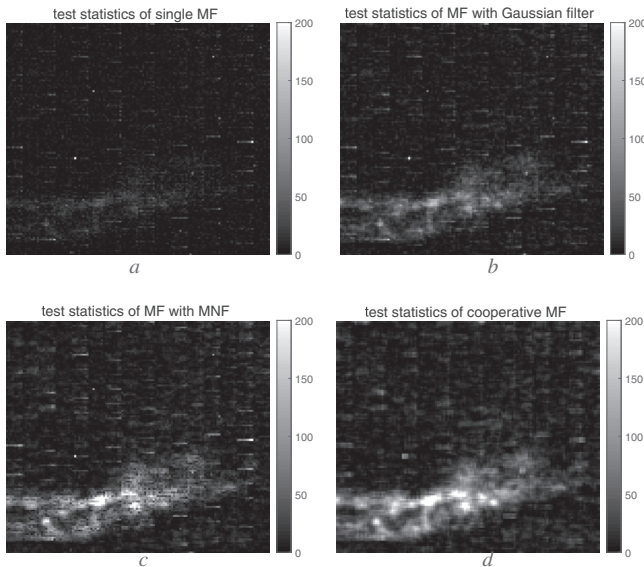 test statistics of single MF
test statistics of MF with Gaussian filter
200
150
100
50
0
200
150
100
50
0
a
b
test statistics of MF with MNF
test statistics of cooperative MF
200
150
100
50
0
200
150
100
50
0
c
d